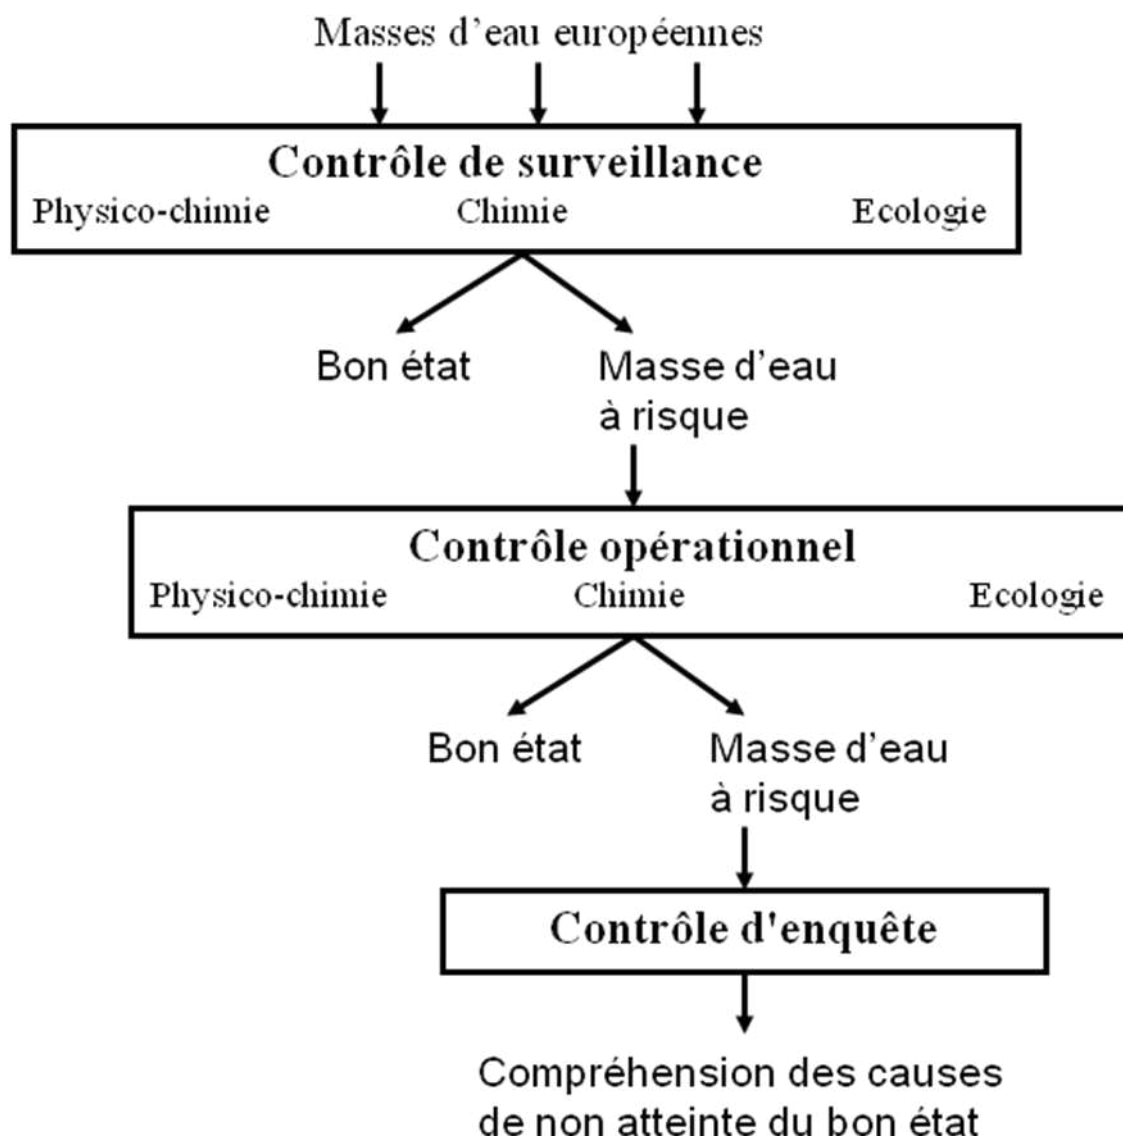 Masses d'eau européennes
Contrôle de surveillance
Physico-chimie Chimie Ecologie
Bon état Masse d'eau
à risque
Contrôle opérationnel
Physico-chimie Chimie Ecologie
Bon état Masse d'eau
à risque
Contrôle d'enquête
Compréhension des causes
de non atteinte du bon état